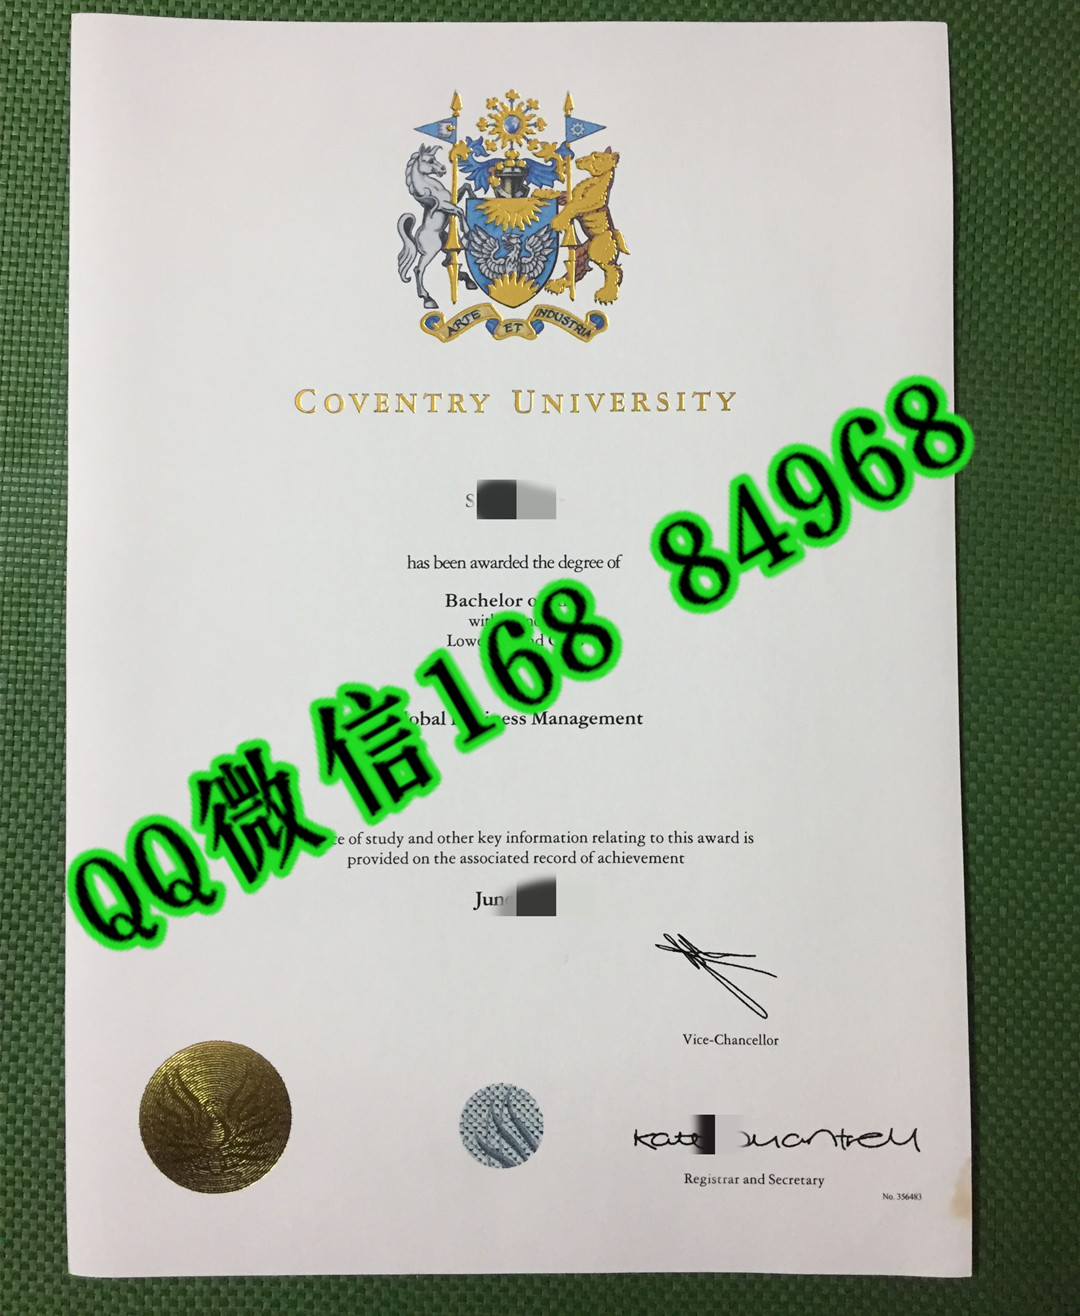 ARTE ET INDUSTRIA
COVENTRY UNIVERSITY
S
has been awarded the degree of
Bachelor
Management
of study and other key information relating to this award is
provided on the associated record of achievement
QQ微信168 84968
Vice-Chancellor
Kate Quantrell
Registrar and Secretary
No. 356483